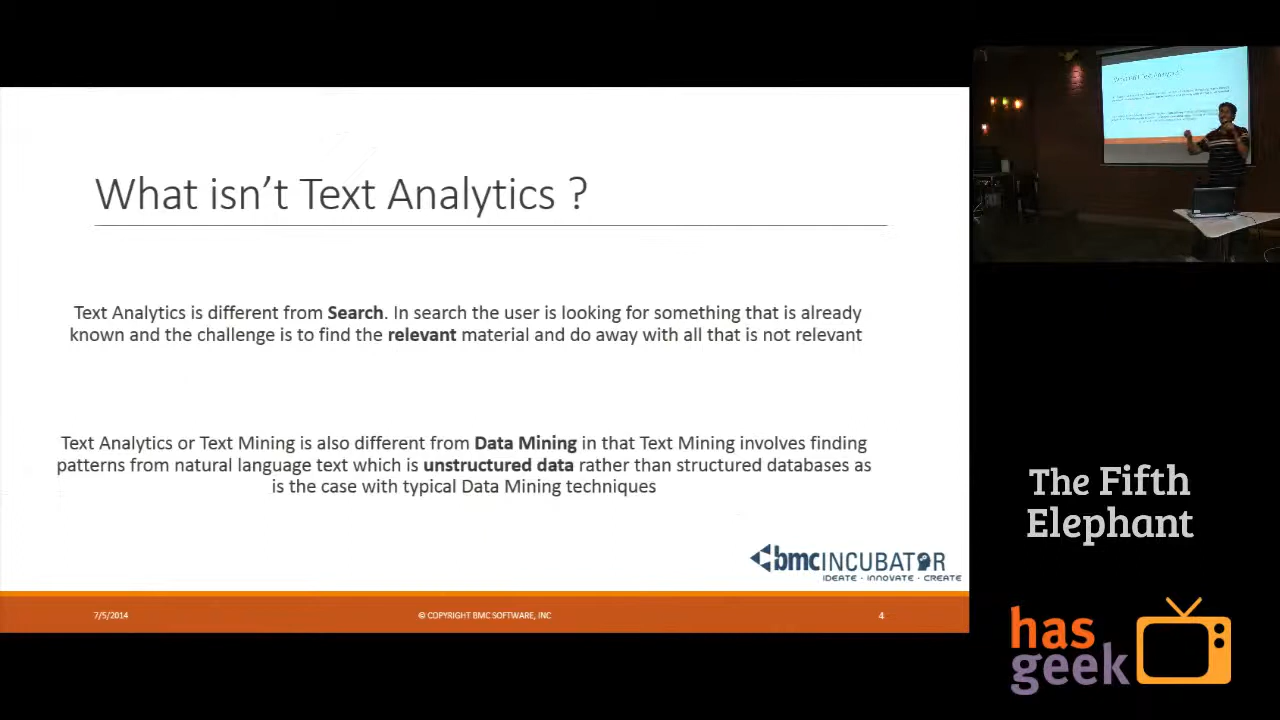 What isn't Text Analytics ?
Text Analytics is different from Search. In search the user is looking for something that is already
known and the challenge is to find the relevant material and do away with all that is not relevant
Text Analytics or Text Mining is also different from Data Mining in that Text Mining involves finding
patterns from natural language text which is unstructured data rather than structured databases as
is the case with typical Data Mining techniques
bmcINCUBATOR
IDEATE · INNOVATE · CREATE
7/5/2014
© COPYRIGHT BMC SOFTWARE, INC
4
The Fifth
Elephant
has
geek